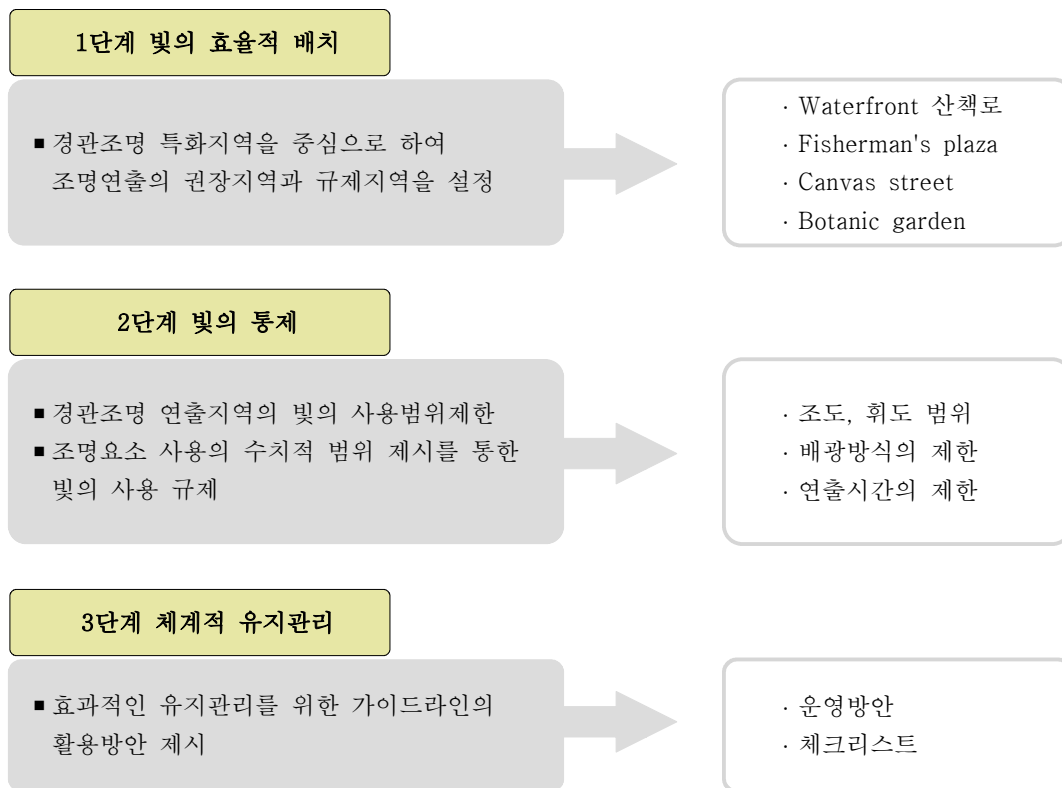 1단계 빛의 효율적 배치
▪ 경관조명 특화지역을 중심으로 하여
조명연출의 권장지역과 규제지역을 설정
· Waterfront 산책로
· Fisherman's plaza
· Canvas street
· Botanic garden
2단계 빛의 통제
▪ 경관조명 연출지역의 빛의 사용범위제한
▪ 조명요소 사용의 수치적 범위 제시를 통한
빛의 사용 규제
· 조도, 휘도 범위
· 배광방식의 제한
· 연출시간의 제한
3단계 체계적 유지관리
▪ 효과적인 유지관리를 위한 가이드라인의
활용방안 제시
· 운영방안
· 체크리스트